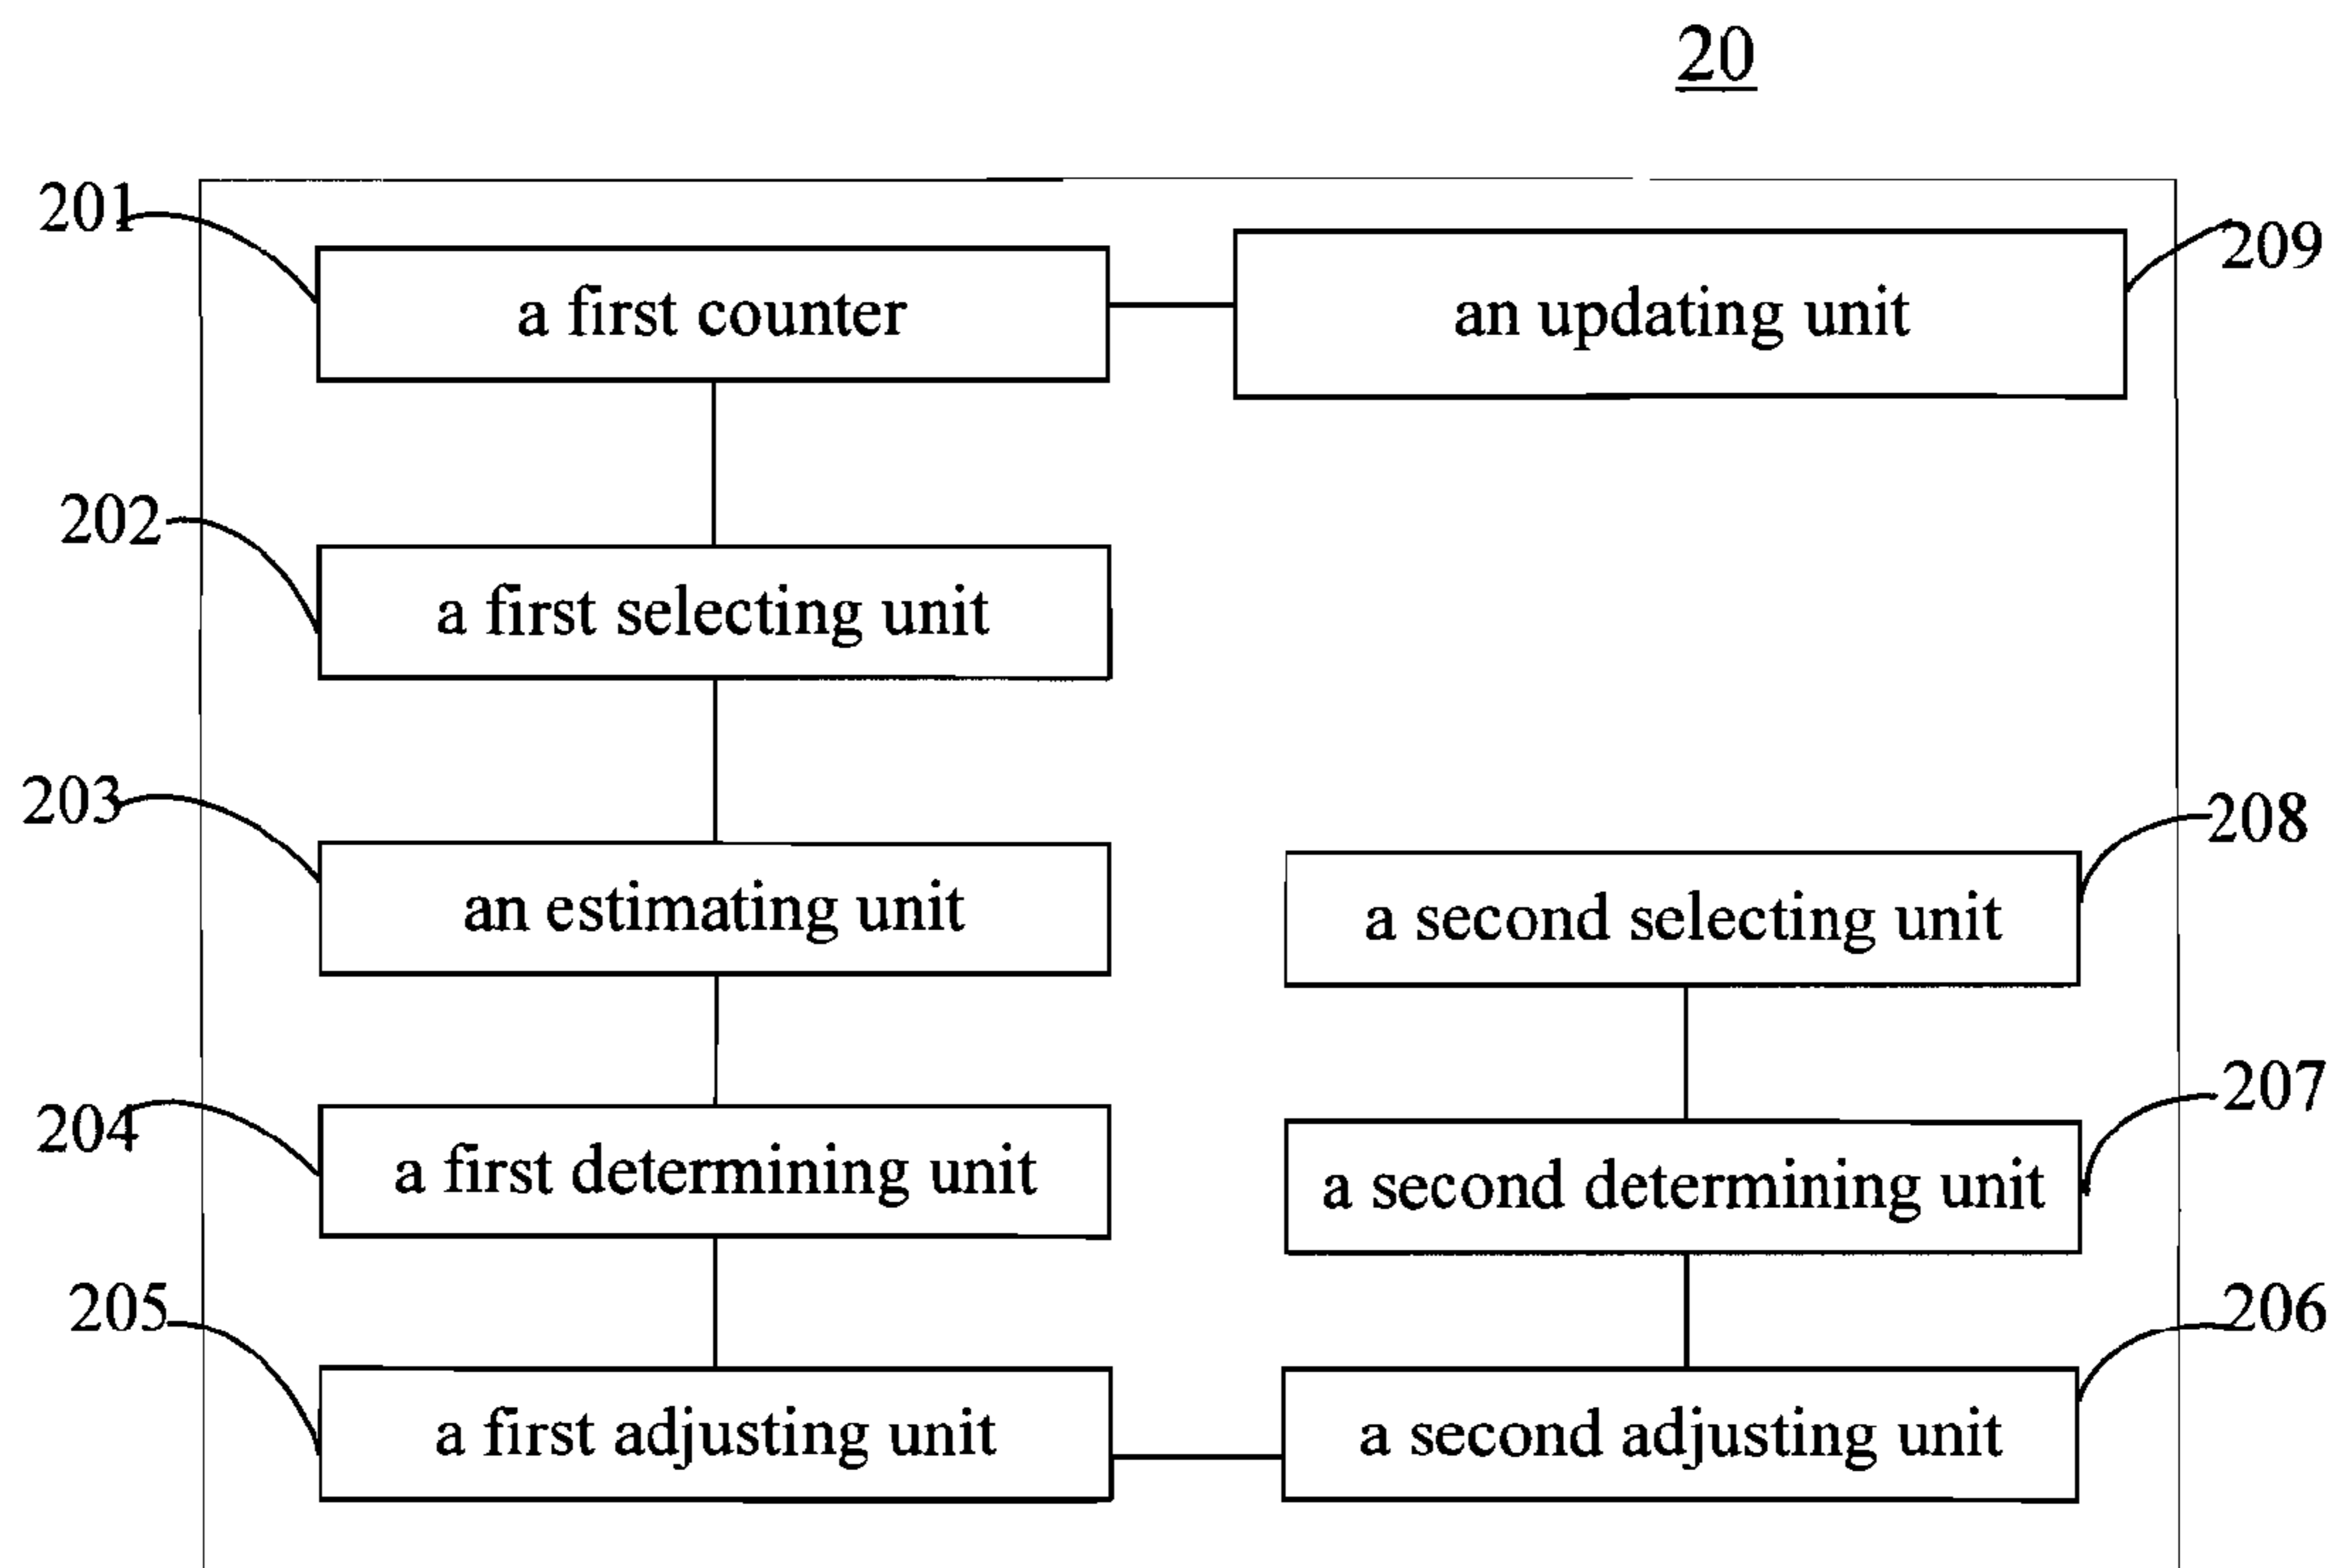 20
201
a first counter
an updating unit
209
202
a first selecting unit
203
an estimating unit
a second selecting unit
208
204
a first determining unit
a second determining unit
207
205
a first adjusting unit
a second adjusting unit
206